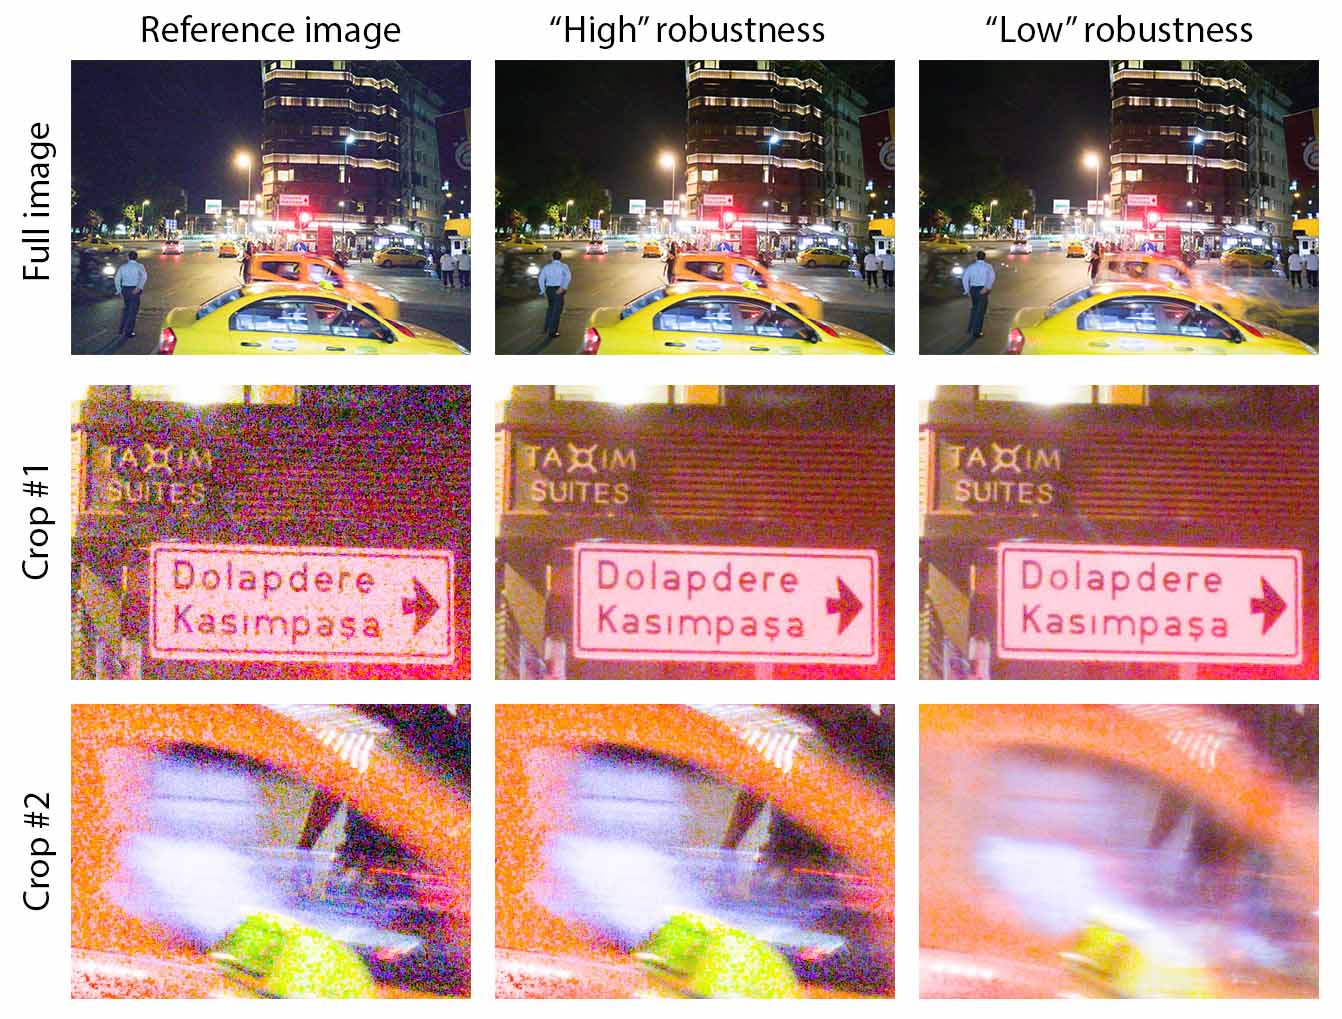 Reference image
“High” robustness
“Low” robustness
Full image
Crop #1
TAXIM
SUITES
Dolapdere
Kasımpaşa
TAXIM
SUITES
Dolapdere
Kasımpaşa
TAXIM
SUITES
Dolapdere
Kasımpaşa
Crop #2